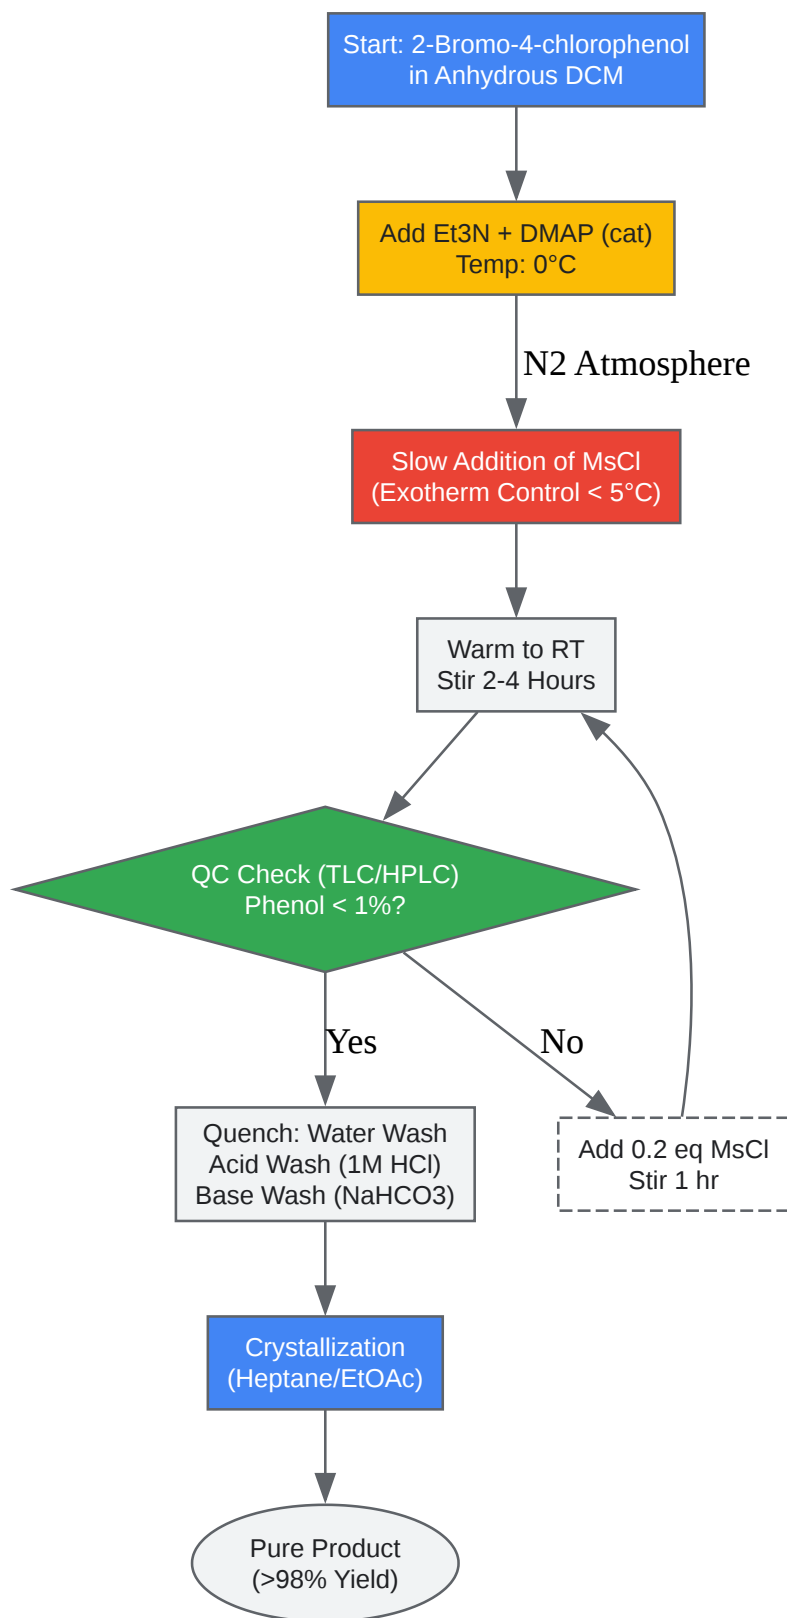 Start: 2-Bromo-4-chlorophenol
in Anhydrous DCM
Add Et3N + DMAP (cat)
Temp: 0°C
N2 Atmosphere
Slow Addition of MsCl
(Exotherm Control < 5°C)
Warm to RT
Stir 2-4 Hours
QC Check (TLC/HPLC)
Phenol < 1%?
Yes
No
Quench: Water Wash
Acid Wash (1M HCl)
Base Wash (NaHCO3)
Add 0.2 eq MsCl
Stir 1 hr
Crystallization
(Heptane/EtOAc)
Pure Product
(>98% Yield)